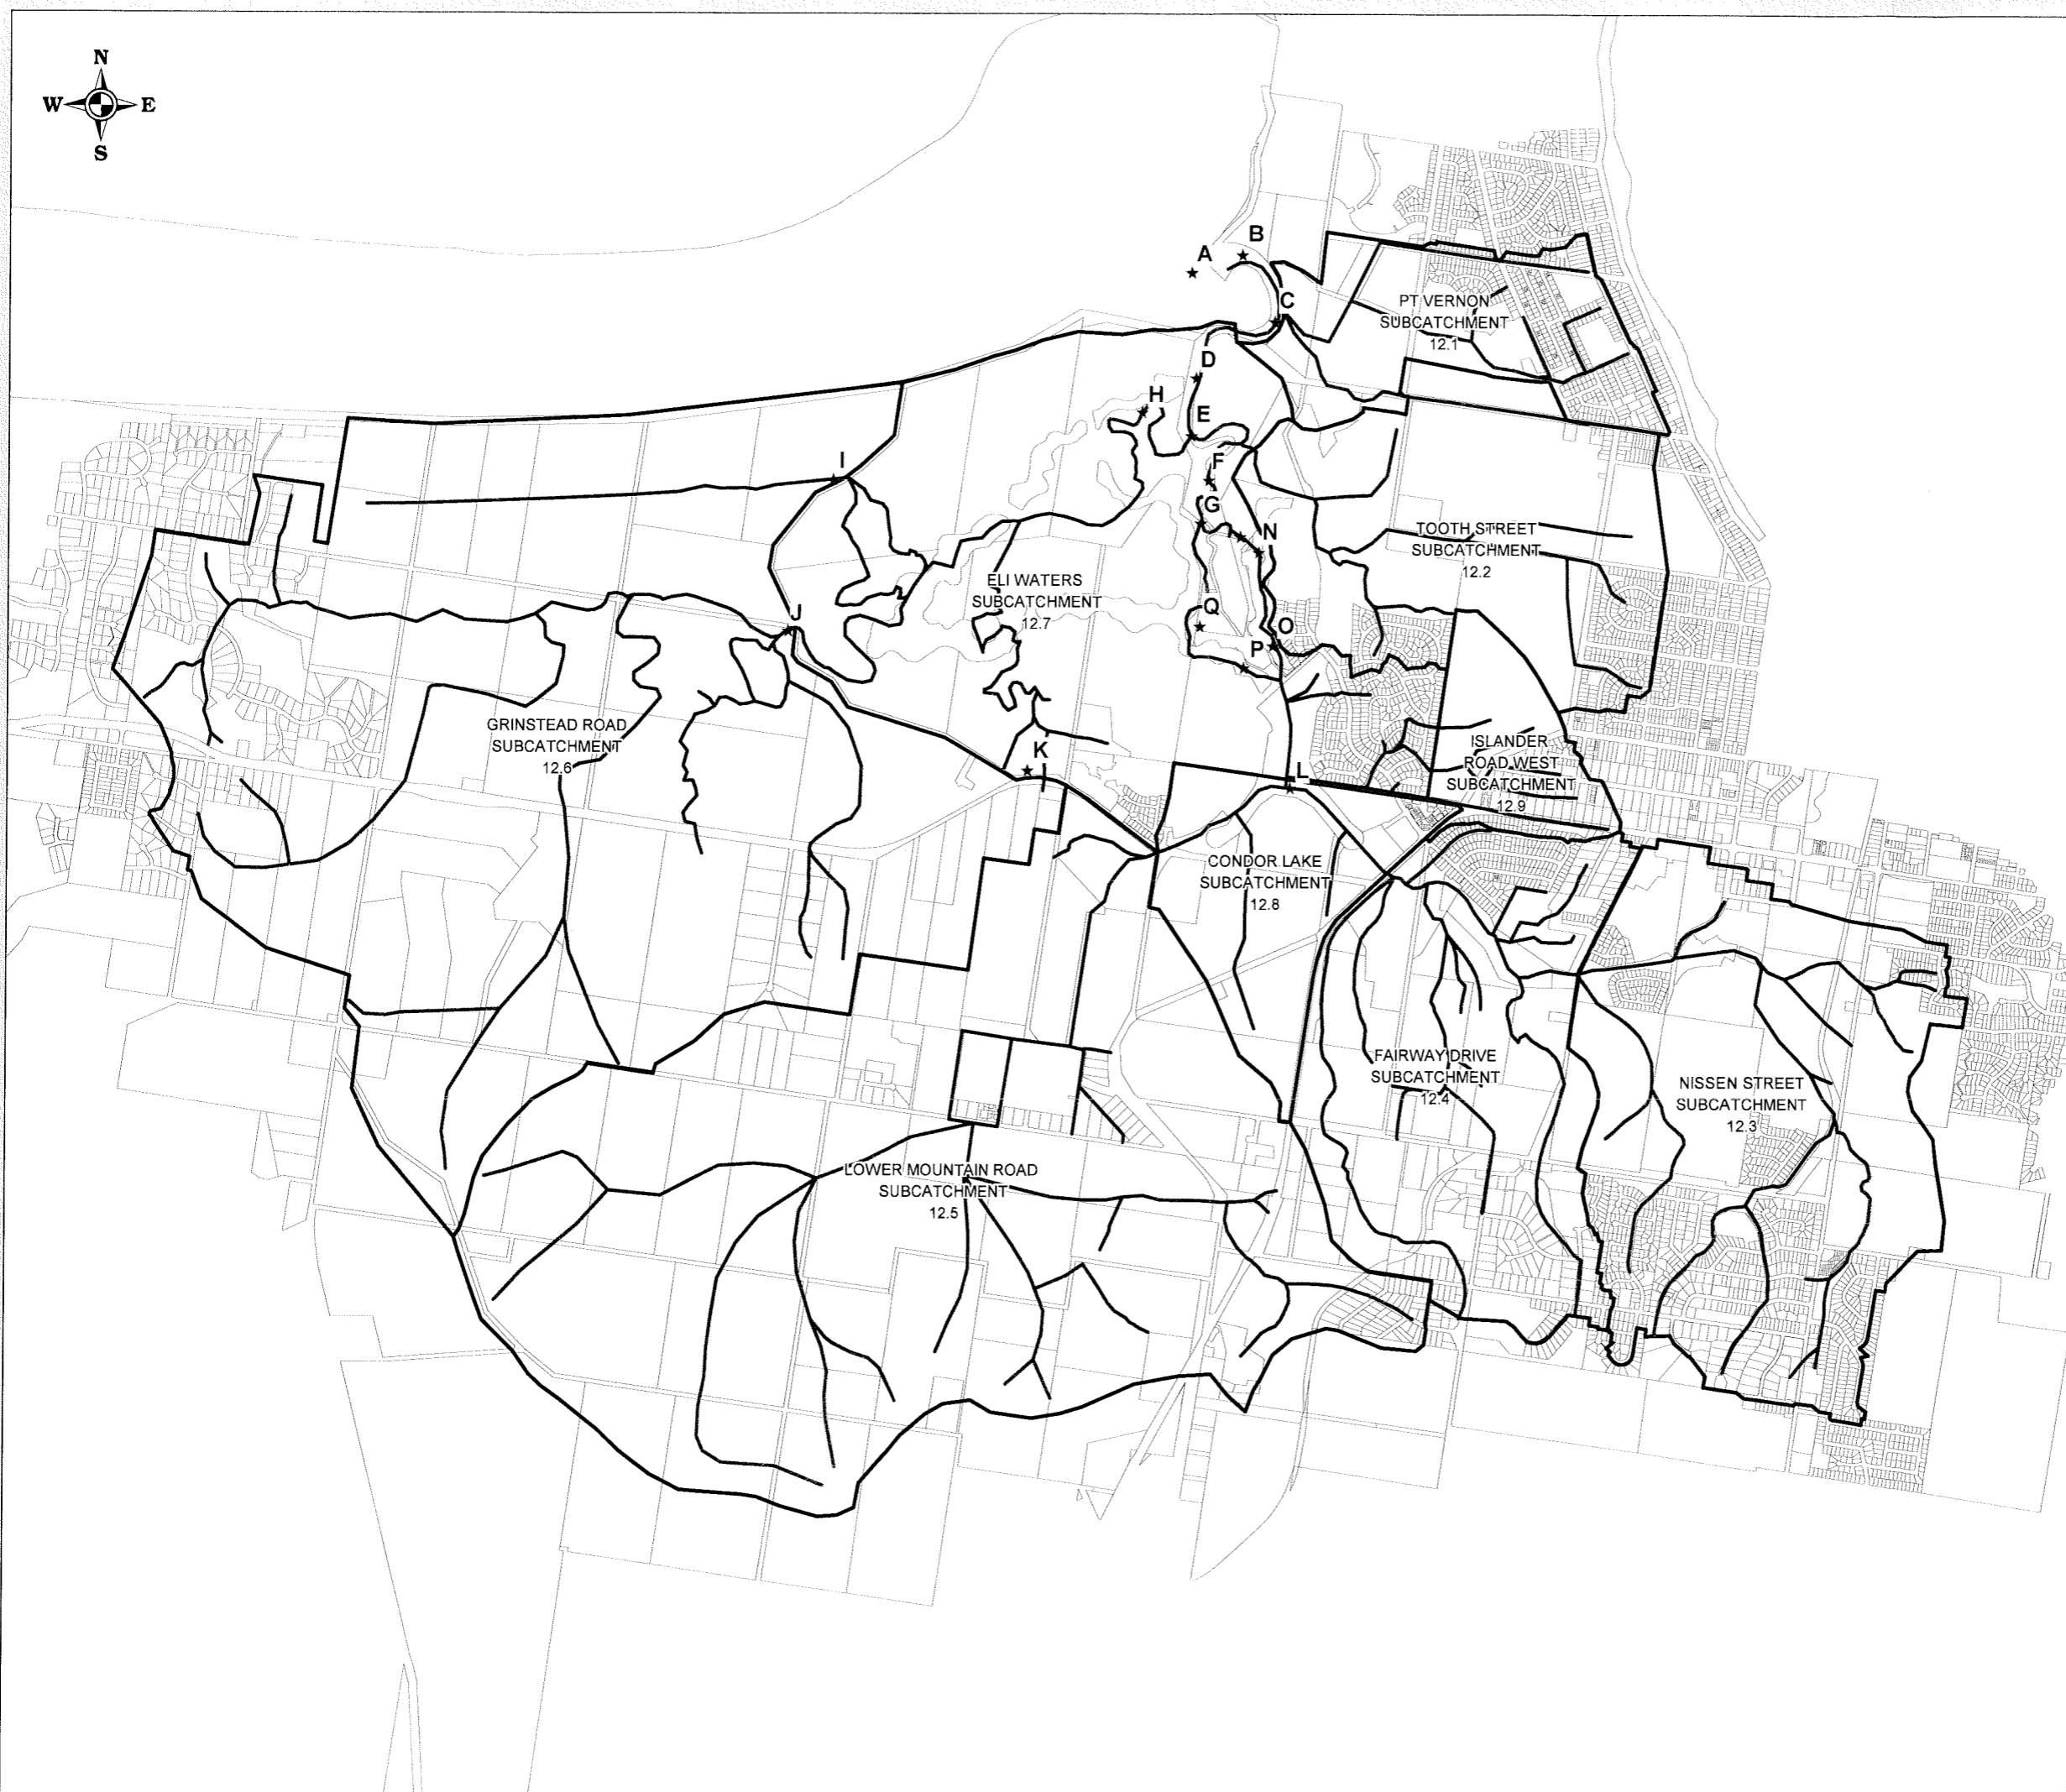 N
W E
S
B
A
C
PT VERNON
SUBCATCHMENT
12.1
D
H
E
F
I
G
N
TOOTH STREET
SUBCATCHMENT
12.2
ELI WATERS
SUBCATCHMENT
12.7
Q
J
O
P
GRINSTEAD ROAD
SUBCATCHMENT
12.6
K
ISLANDER
ROAD WEST
SUBCATCHMENT
12.9
L
CONDOR LAKE
SUBCATCHMENT
12.8
FAIRWAY DRIVE
SUBCATCHMENT
12.4
NISSEN STREET
SUBCATCHMENT
12.3
LOWER MOUNTAIN ROAD
SUBCATCHMENT
12.5